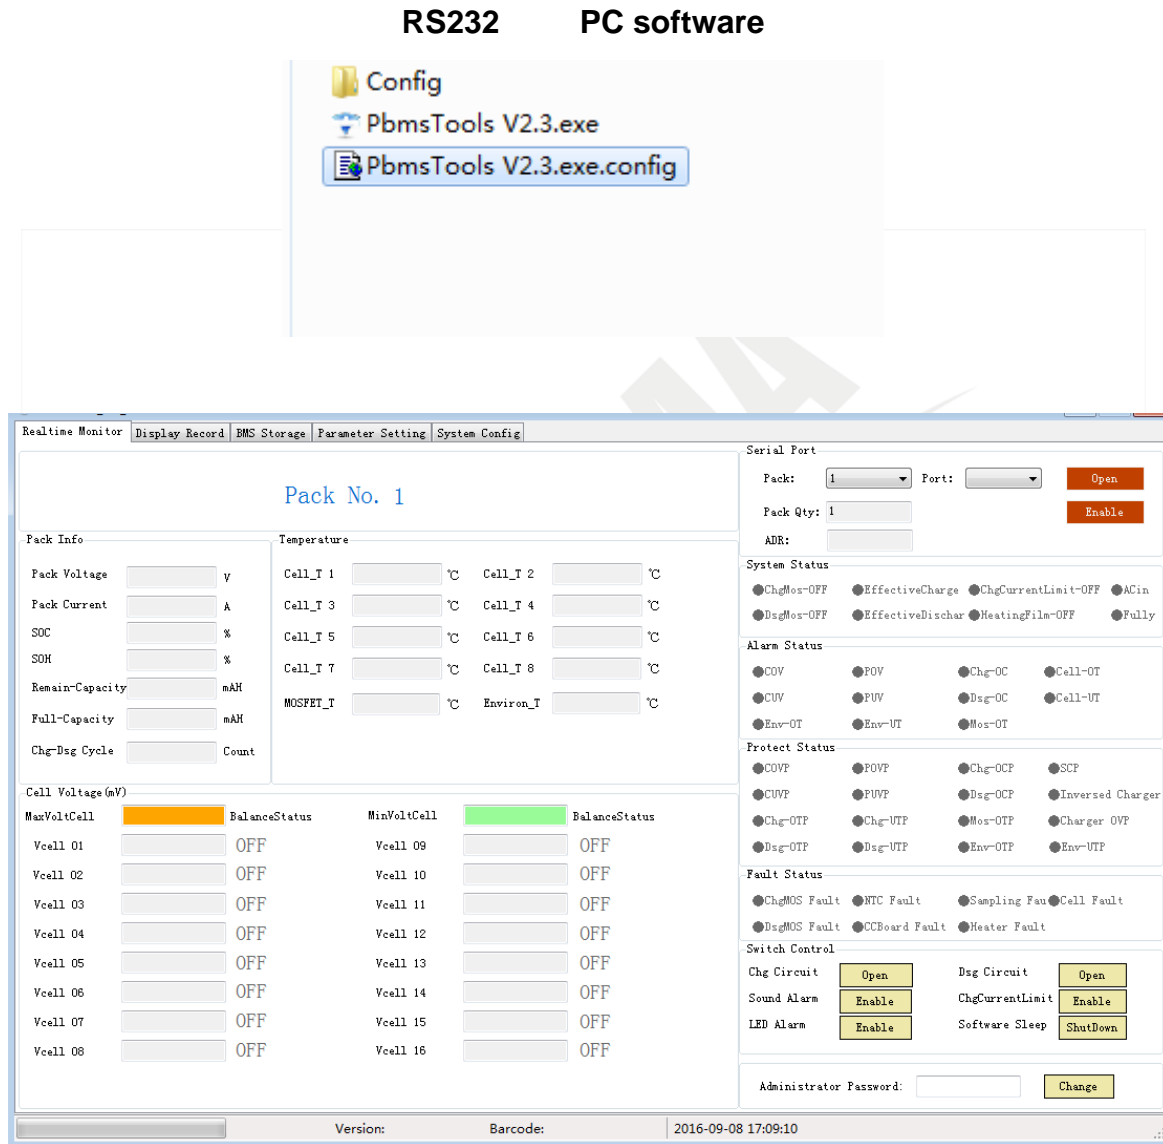 RS232 PC software
Config
PbmsTools V2.3.exe
PbmsTools V2.3.exe.config
Realtime Monitor Display Record BMS Storage Parameter Setting System Config
Pack No. 1
Serial Port
Pack: 1 Port: Open
Pack Qty: 1 Enable
ADR:
Pack Info
Pack Voltage V
Pack Current A
SOC %
SOH %
Remain-Capacity mAH
Full-Capacity mAH
Chg-Dsg Cycle Count
Temperature
Cell_T 1 ℃ Cell_T 2 ℃
Cell_T 3 ℃ Cell_T 4 ℃
Cell_T 5 ℃ Cell_T 6 ℃
Cell_T 7 ℃ Cell_T 8 ℃
MOSFET_T ℃ Environ_T ℃
System Status
ChgMos-OFF EffectiveCharge ChgCurrentLimit-OFF ACin
DsgMos-OFF EffectiveDischar HeatingFilm-OFF Fully
Alarm Status
COV POV Chg-OC Cell-OT
CUV PUV Dsg-OC Cell-UT
Env-OT Env-UT Mos-OT
Protect Status
COVP POVP Chg-OCP SCP
CUVP PUVP Dsg-OCP Inversed Charger
Chg-OTP Chg-UTP Mos-OTP Charger OVP
Dsg-OTP Dsg-UTP Env-OTP Env-UTP
Cell Voltage(mV)
MaxVoltCell BalanceStatus MinVoltCell BalanceStatus
Vcell 01 OFF Vcell 09 OFF
Vcell 02 OFF Vcell 10 OFF
Vcell 03 OFF Vcell 11 OFF
Vcell 04 OFF Vcell 12 OFF
Vcell 05 OFF Vcell 13 OFF
Vcell 06 OFF Vcell 14 OFF
Vcell 07 OFF Vcell 15 OFF
Vcell 08 OFF Vcell 16 OFF
Fault Status
ChgMOS Fault NTC Fault Sampling Fau Cell Fault
DsgMOS Fault CCBoard Fault Heater Fault
Switch Control
Chg Circuit Open Dsg Circuit Open
Sound Alarm Enable ChgCurrentLimit Enable
LED Alarm Enable Software Sleep ShutDown
Administrator Password: Change
Version: Barcode: 2016-09-08 17:09:10